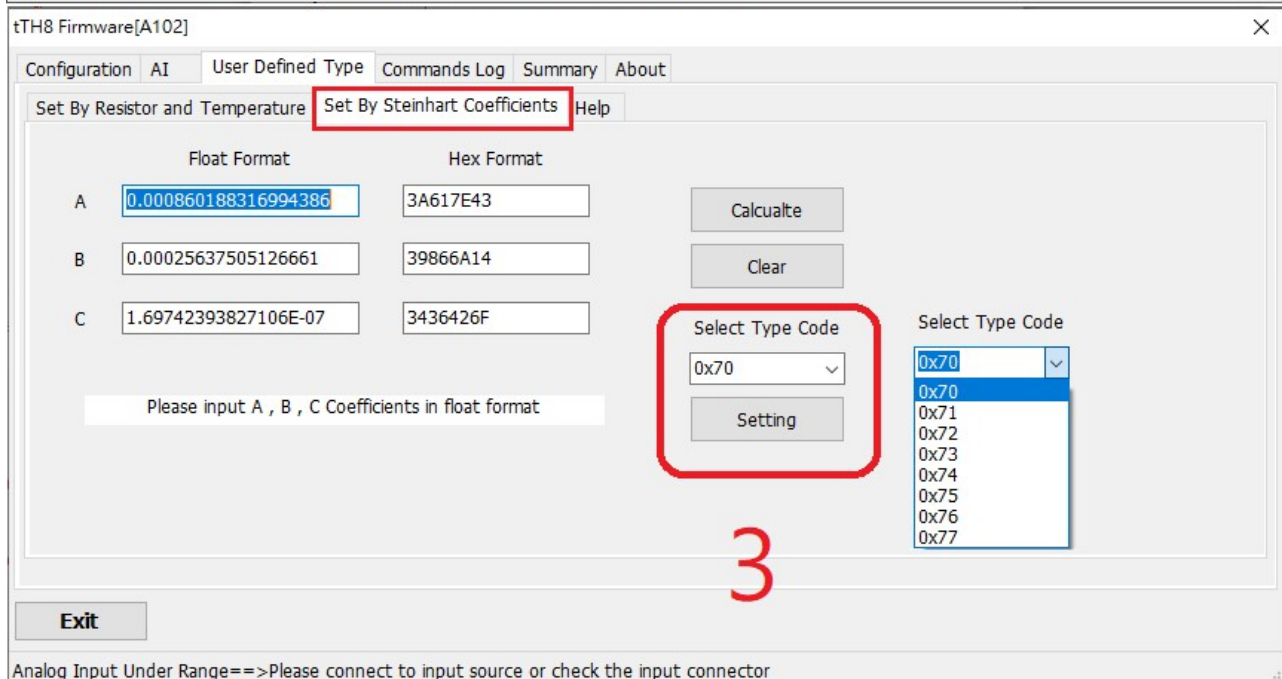 tTH8 Firmware[A102]
Configuration AI User Defined Type Commands Log Summary About
Set By Resistor and Temperature Set By Steinhart Coefficients Help
Float Format Hex Format
A 0.000860188316994386 3A617E43 Calcualte
B 0.00025637505126661 39866A14 Clear
C 1.69742393827106E-07 3436426F
Select Type Code Select Type Code
0x70 0x70
Please input A , B , C Coefficients in float format
Setting
0x70
0x71
0x72
0x73
0x74
0x75
0x76
0x77
3
Exit
Analog Input Under Range==>Please connect to input source or check the input connector